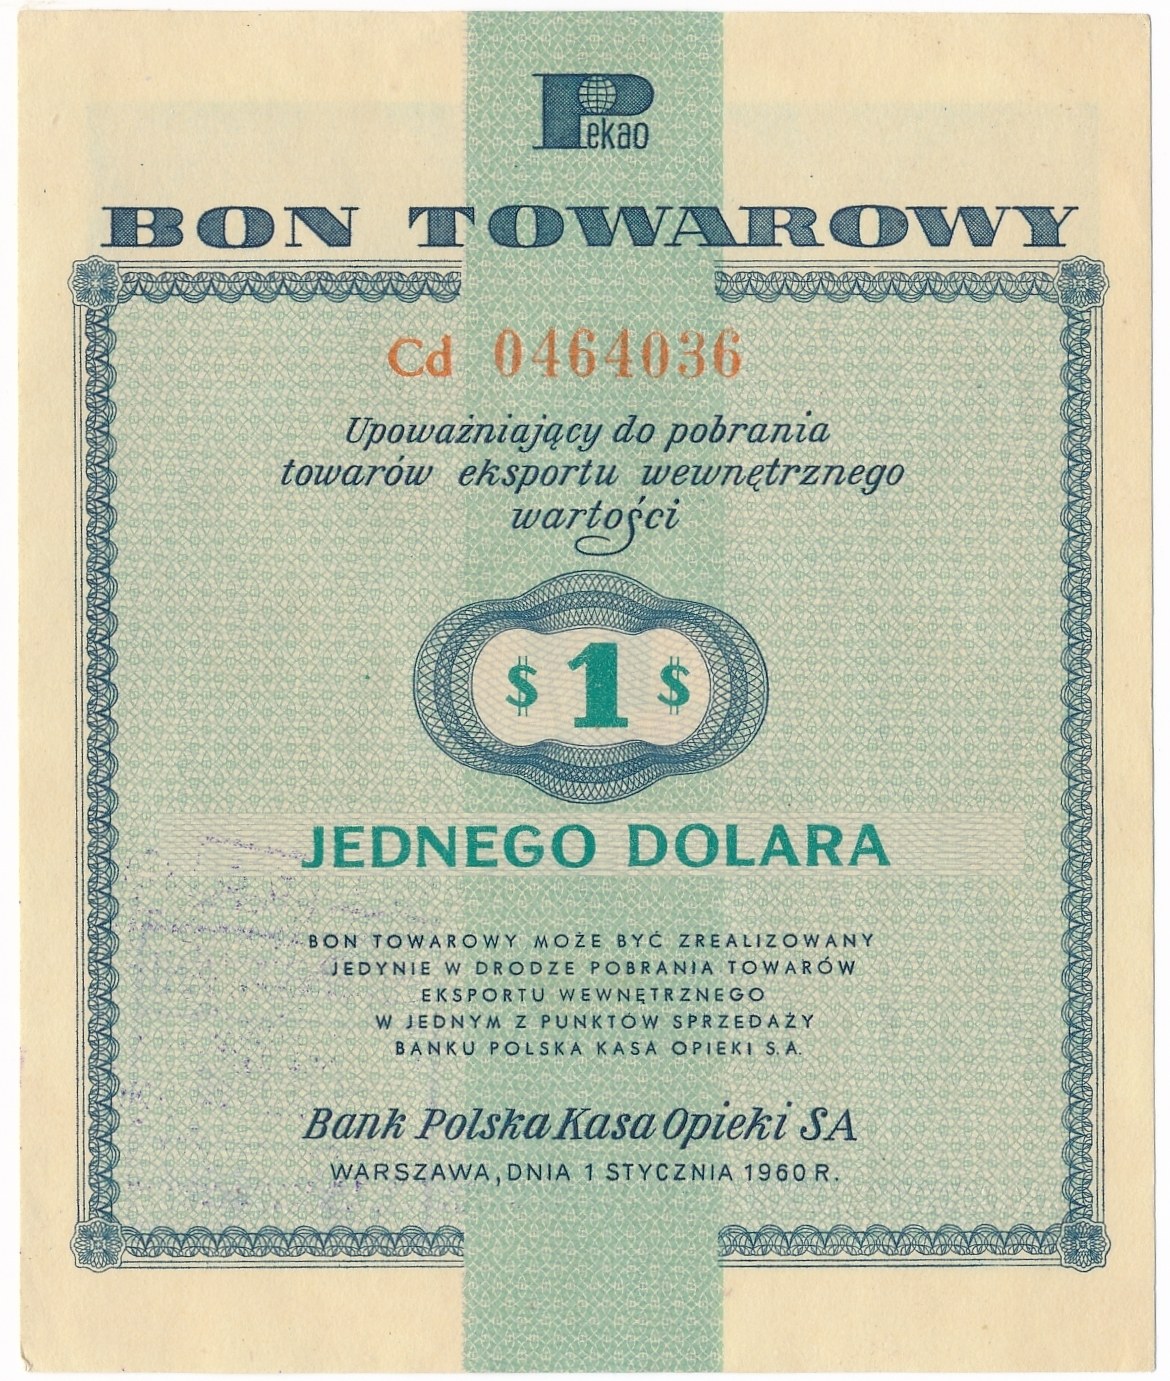 Pekao
BON TOWAROWY
Cd 0464036
Upoważniający do pobrania
towarów eksportu wewnętrznego
wartości
$ 1 $
JEDNEGO DOLARA
BON TOWAROWY MOŻE BYĆ ZREALIZOWANY
JEDYNIE W DRODZE POBRANIA TOWARÓW
EKSPORTU WEWNĘTRZNEGO
W JEDNYM Z PUNKTÓW SPRZEDAŻY
BANKU POLSKA KASA OPIEKI S.A.
Bank Polska Kasa Opieki SA
WARSZAWA, DNIA 1 STYCZNIA 1960 R.